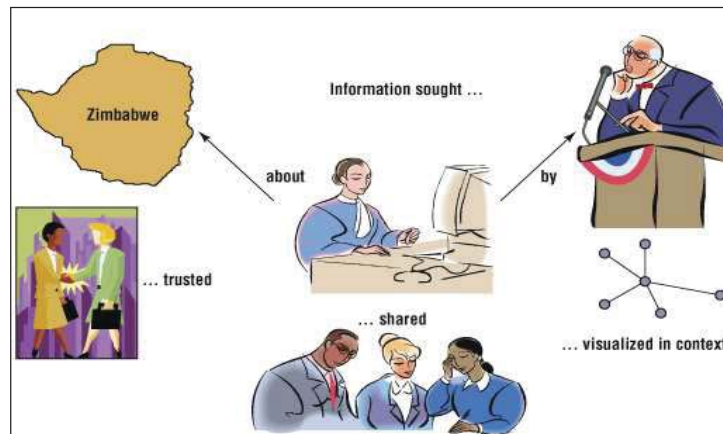 Zimbabwe
Information sought ...
about
by
... trusted
... shared
... visualized in context